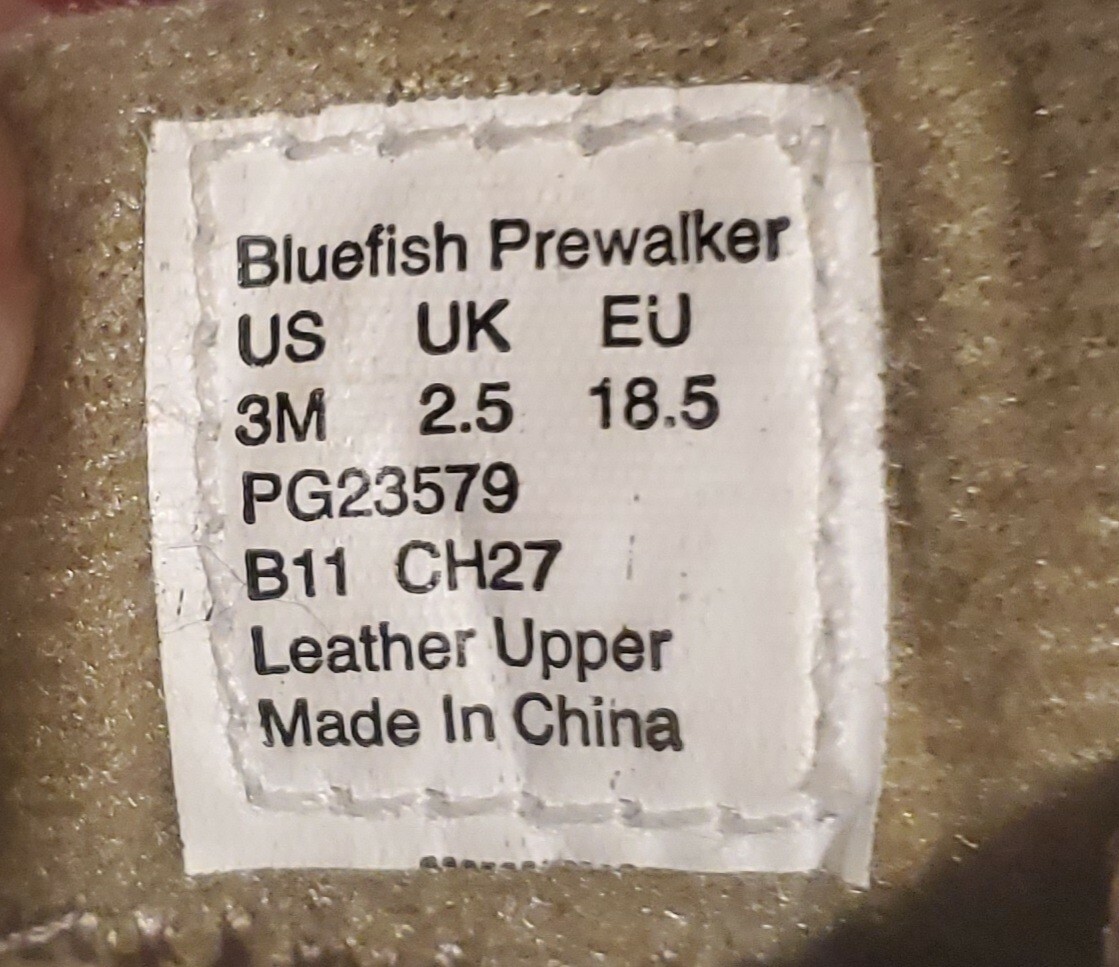 Bluefish Prewalker
US UK EU
3M 2.5 18.5
PG23579
B11 CH27
Leather Upper
Made In China